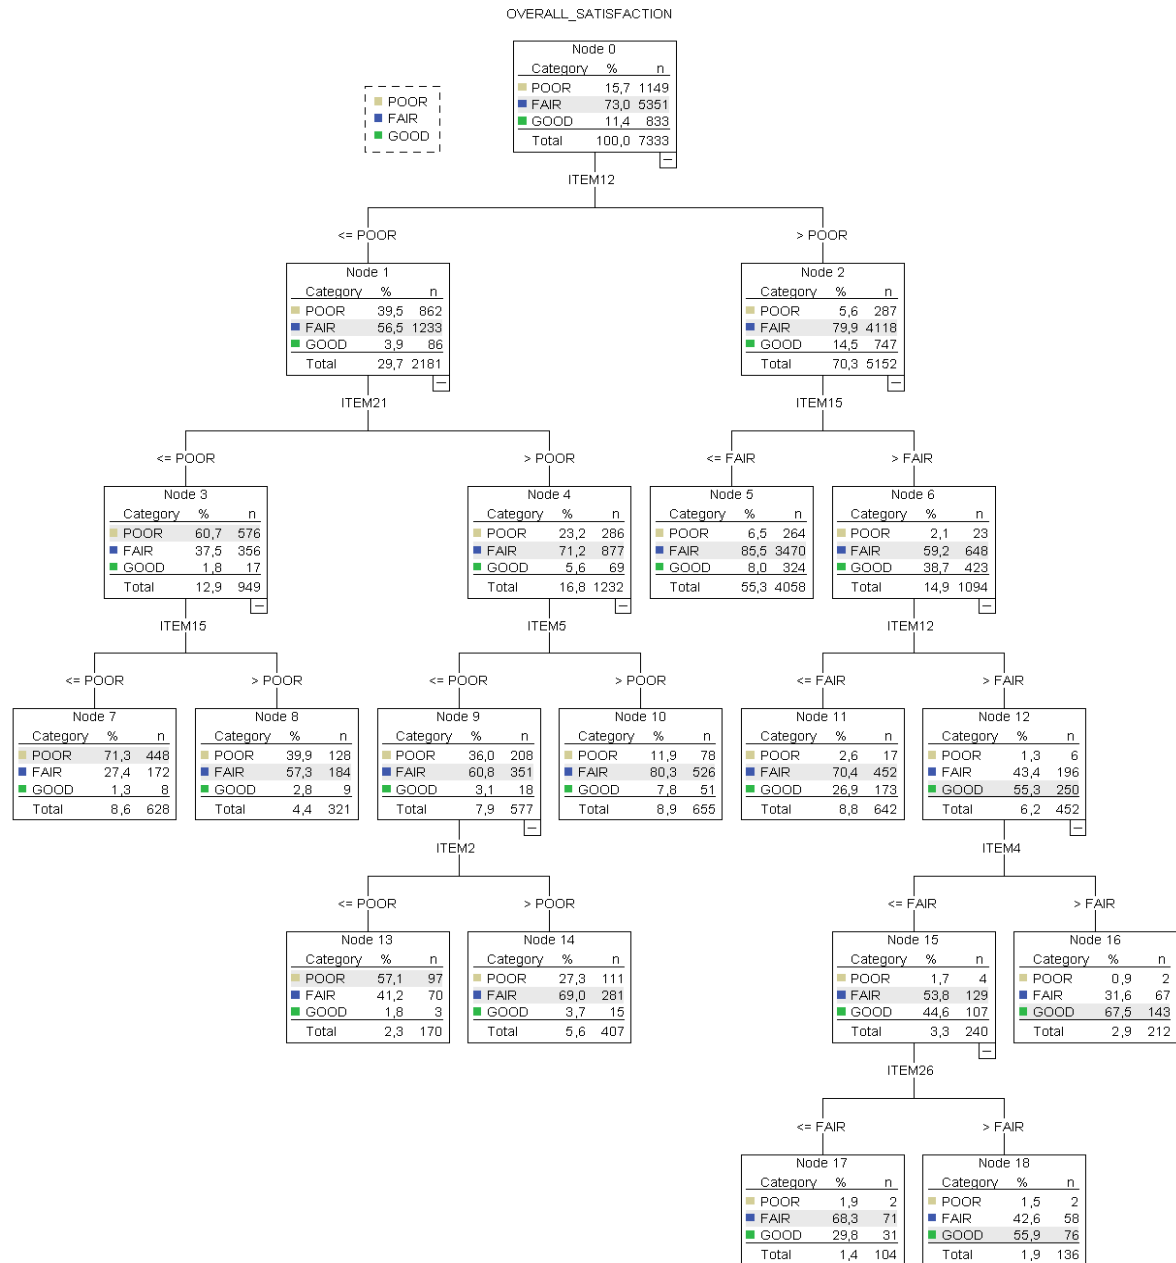 OVERALL_SATISFACTION
POOR
FAIR
GOOD
Node 0
Category % n
POOR 15,7 1149
FAIR 73,0 5351
GOOD 11,4 833
Total 100,0 7333
ITEM12
<= POOR
> POOR
Node 1
Category % n
POOR 39,5 862
FAIR 56,5 1233
GOOD 3,9 86
Total 29,7 2181
Node 2
Category % n
POOR 5,6 287
FAIR 79,9 4118
GOOD 14,5 747
Total 70,3 5152
ITEM21
ITEM15
<= POOR
> POOR
<= FAIR
> FAIR
Node 3
Category % n
POOR 60,7 576
FAIR 37,5 356
GOOD 1,8 17
Total 12,9 949
Node 4
Category % n
POOR 23,2 286
FAIR 71,2 877
GOOD 5,6 69
Total 16,8 1232
Node 5
Category % n
POOR 6,5 264
FAIR 85,5 3470
GOOD 8,0 324
Total 55,3 4058
Node 6
Category % n
POOR 2,1 23
FAIR 59,2 648
GOOD 38,7 423
Total 14,9 1094
ITEM15
ITEM5
ITEM12
<= POOR
> POOR
<= POOR
> POOR
<= FAIR
> FAIR
Node 7
Category % n
POOR 71,3 448
FAIR 27,4 172
GOOD 1,3 8
Total 8,6 628
Node 8
Category % n
POOR 39,9 128
FAIR 57,3 184
GOOD 2,8 9
Total 4,4 321
Node 9
Category % n
POOR 36,0 208
FAIR 60,8 351
GOOD 3,1 18
Total 7,9 577
Node 10
Category % n
POOR 11,9 78
FAIR 80,3 526
GOOD 7,8 51
Total 8,9 655
Node 11
Category % n
POOR 2,6 17
FAIR 70,4 452
GOOD 26,9 173
Total 8,8 642
Node 12
Category % n
POOR 1,3 6
FAIR 43,4 196
GOOD 55,3 250
Total 6,2 452
ITEM2
ITEM4
<= POOR
> POOR
<= FAIR
> FAIR
Node 13
Category % n
POOR 57,1 97
FAIR 41,2 70
GOOD 1,8 3
Total 2,3 170
Node 14
Category % n
POOR 27,3 111
FAIR 69,0 281
GOOD 3,7 15
Total 5,6 407
Node 15
Category % n
POOR 1,7 4
FAIR 53,8 129
GOOD 44,6 107
Total 3,3 240
Node 16
Category % n
POOR 0,9 2
FAIR 31,6 67
GOOD 67,5 143
Total 2,9 212
ITEM26
<= FAIR
> FAIR
Node 17
Category % n
POOR 1,9 2
FAIR 68,3 71
GOOD 29,8 31
Total 1,4 104
Node 18
Category % n
POOR 1,5 2
FAIR 42,6 58
GOOD 55,9 76
Total 1,9 136